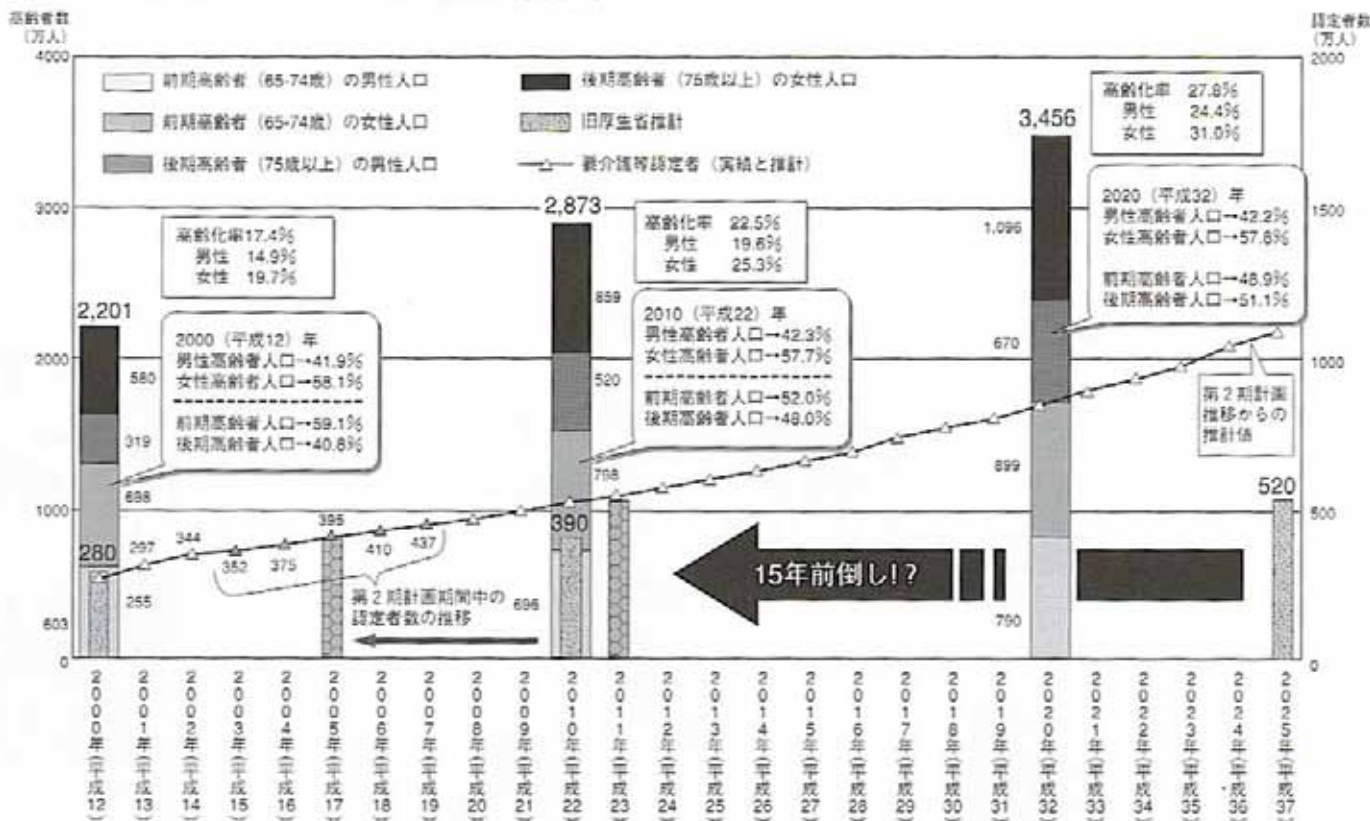 高齢者数
(万人)
認定者数
(万人)
4000
3000
2000
1000
603
0
2000
1500
1000
500
0
前期高齢者（65-74歳）の男性人口
前期高齢者（65-74歳）の女性人口
後期高齢者（75歳以上）の男性人口
後期高齢者（75歳以上）の女性人口
旧厚生省推計
要介護等認定者（実績と推計）
高齢化率17.4%
男性 14.9%
女性 19.7%
2,201
2000（平成12）年
男性高齢者人口→41.9%
女性高齢者人口→58.1%
前期高齢者人口→59.1%
後期高齢者人口→40.8%
580
319
698
280
297
255
344
352
375
395
410
437
第2期計画期間中の
認定者数の推移
2,873
高齢化率 22.5%
男性 19.6%
女性 25.3%
2010（平成22）年
男性高齢者人口→42.3%
女性高齢者人口→57.7%
前期高齢者人口→52.0%
後期高齢者人口→48.0%
859
520
798
390
696
15年前倒し!?
3,456
高齢化率 27.8%
男性 24.4%
女性 31.0%
2020（平成32）年
男性高齢者人口→42.2%
女性高齢者人口→57.8%
前期高齢者人口→48.9%
後期高齢者人口→51.1%
1,096
670
899
790
第2期計画
推移からの
推計値
520
2000年(平成12)
2001年(平成13)
2002年(平成14)
2003年(平成15)
2004年(平成16)
2005年(平成17)
2006年(平成18)
2007年(平成19)
2008年(平成20)
2009年(平成21)
2010年(平成22)
2011年(平成23)
2012年(平成24)
2013年(平成25)
2014年(平成26)
2015年(平成27)
2016年(平成28)
2017年(平成29)
2018年(平成30)
2019年(平成31)
2020年(平成32)
2021年(平成33)
2022年(平成34)
2023年(平成35)
2024年(平成36)
2025年(平成37)